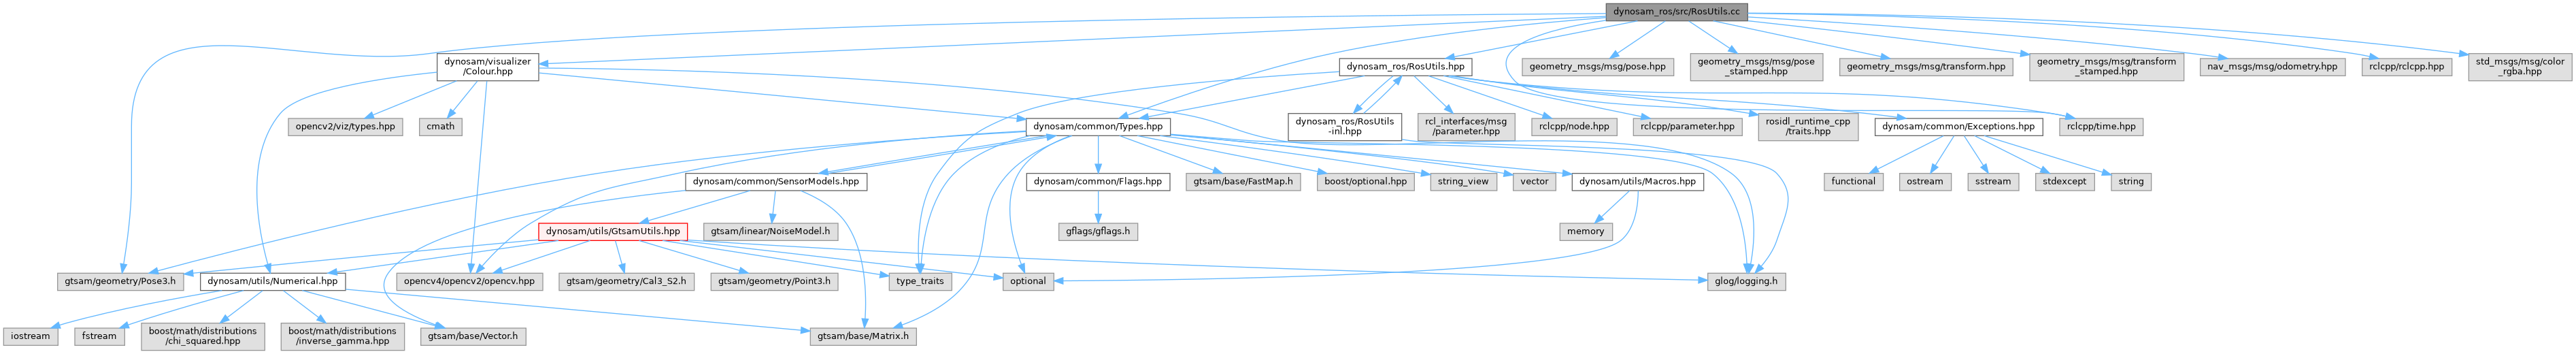 dynosam_ros/src/RosUtils.cc
dynosam/visualizer
/Colour.hpp
dynosam_ros/RosUtils.hpp
geometry_msgs/msg/pose.hpp
geometry_msgs/msg/pose
_stamped.hpp
geometry_msgs/msg/transform.hpp
geometry_msgs/msg/transform
_stamped.hpp
nav_msgs/msg/odometry.hpp
rclcpp/rclcpp.hpp
std_msgs/msg/color
_rgba.hpp
opencv2/viz/types.hpp
cmath
dynosam/common/Types.hpp
dynosam_ros/RosUtils
-inl.hpp
rcl_interfaces/msg
/parameter.hpp
rclcpp/node.hpp
rclcpp/parameter.hpp
rosidl_runtime_cpp
/traits.hpp
dynosam/common/Exceptions.hpp
rclcpp/time.hpp
dynosam/common/SensorModels.hpp
dynosam/common/Flags.hpp
gtsam/base/FastMap.h
boost/optional.hpp
string_view
vector
dynosam/utils/Macros.hpp
functional
ostream
sstream
stdexcept
string
dynosam/utils/GtsamUtils.hpp
gtsam/linear/NoiseModel.h
gflags/gflags.h
memory
gtsam/geometry/Pose3.h
dynosam/utils/Numerical.hpp
opencv4/opencv2/opencv.hpp
gtsam/geometry/Cal3_S2.h
gtsam/geometry/Point3.h
type_traits
optional
glog/logging.h
iostream
fstream
boost/math/distributions
/chi_squared.hpp
boost/math/distributions
/inverse_gamma.hpp
gtsam/base/Vector.h
gtsam/base/Matrix.h